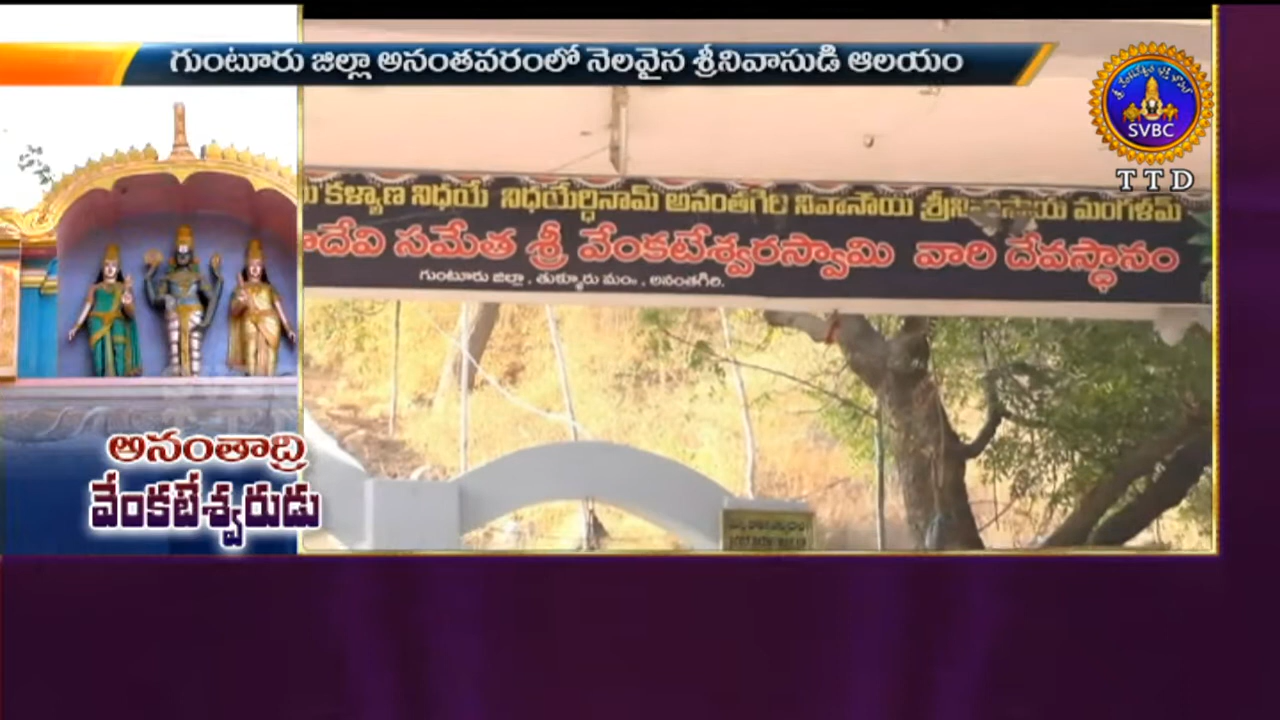 గుంటూరు జిల్లా అనంతవరంలో నెలవైన శ్రీనివాసుడి ఆలయం
SVBC
TTD
కళ్యాణ నిధయే నిధయేర్ధినామ్ అనంతగిరి నివాసాయ మంగళమ్
సమేత శ్రీ వేంకటేశ్వరస్వామి వారి దేవస్థానం
గుంటూరు జిల్లా, తుళ్ళూరు మం., అనంతగిరి.
అనంతాద్రి
వేంకటేశ్వరుడు